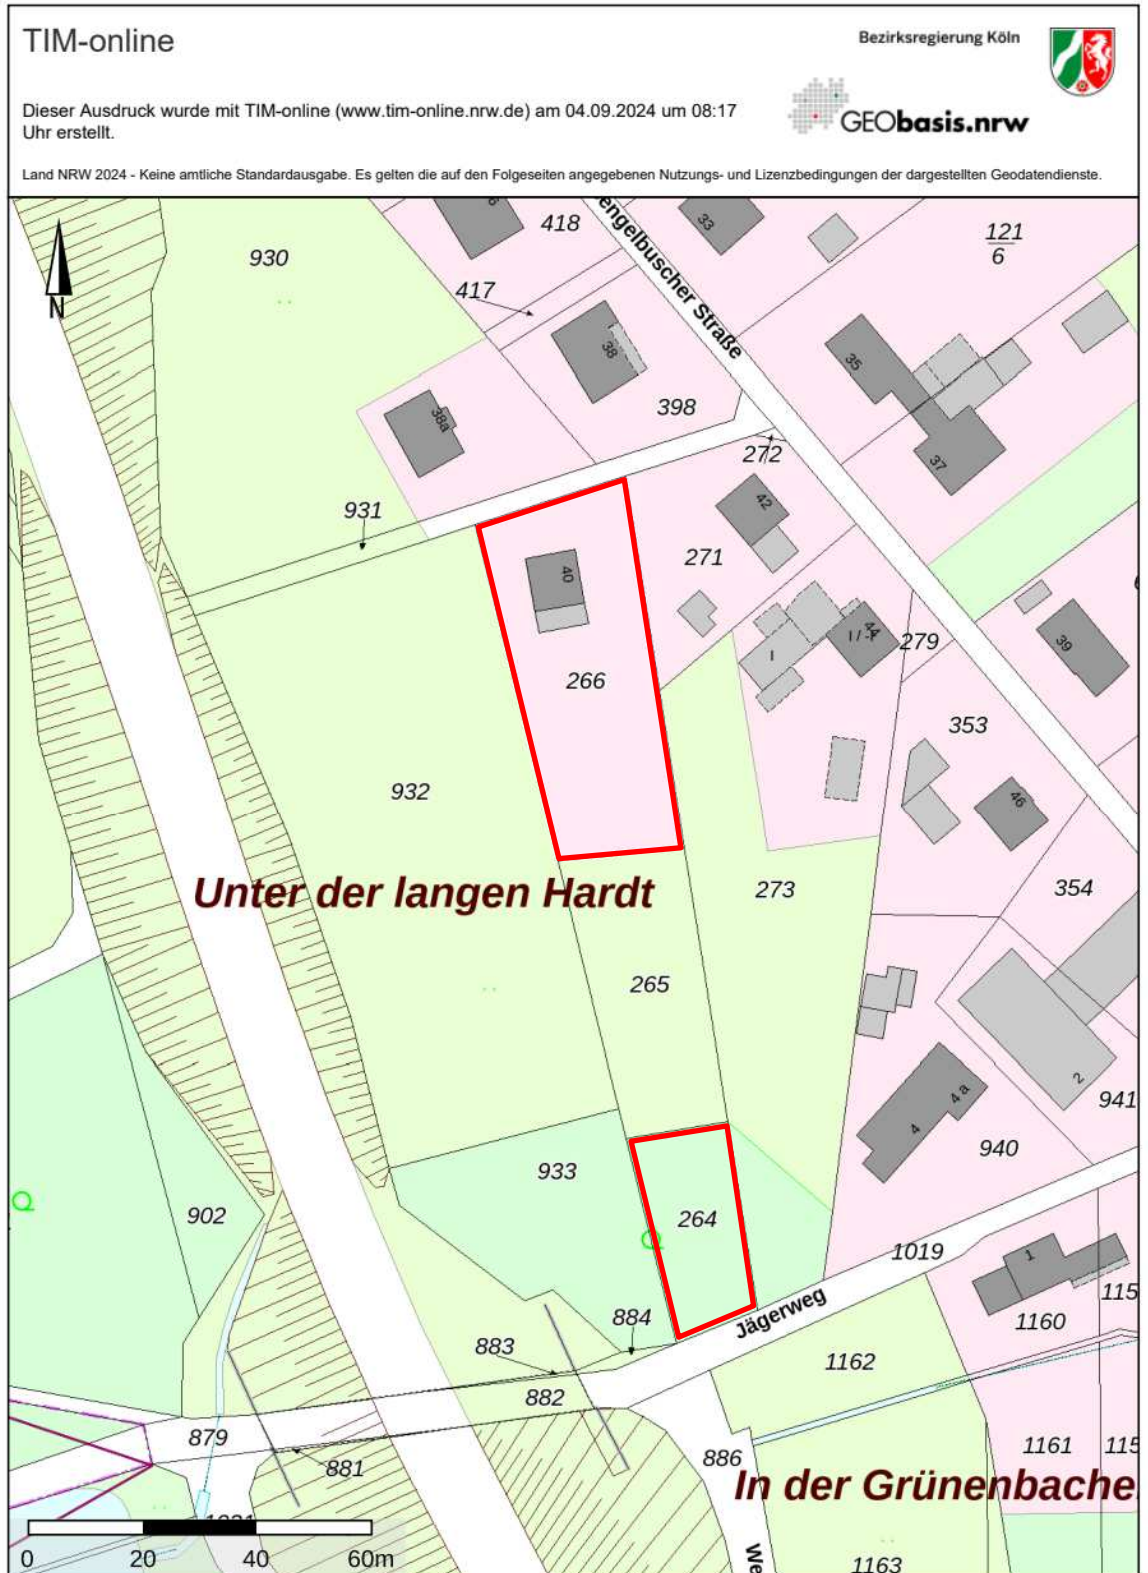 TIM-online
Bezirksregierung Köln
Dieser Ausdruck wurde mit TIM-online (www.tim-online.nrw.de) am 04.09.2024 um 08:17
Uhr erstellt.
GEObasis.nrw
Land NRW 2024 - Keine amtliche Standardausgabe. Es gelten die auf den Folgeseiten angegebenen Nutzungs- und Lizenzbedingungen der dargestellten Geodatendienste.
N
930
418
33
engelbuscher Straße
121
6
417
38
35
398
38a
37
272
42
931
271
40
44
I / -I
I
279
39
266
353
932
46
Unter der langen Hardt
273
354
265
2
4 a
4
941
940
933
264
902
1019
1
884
Jägerweg
115
1160
883
1162
882
879
881
886
1161
115
In der Grünenbache
We
1163
0
20
40
60m